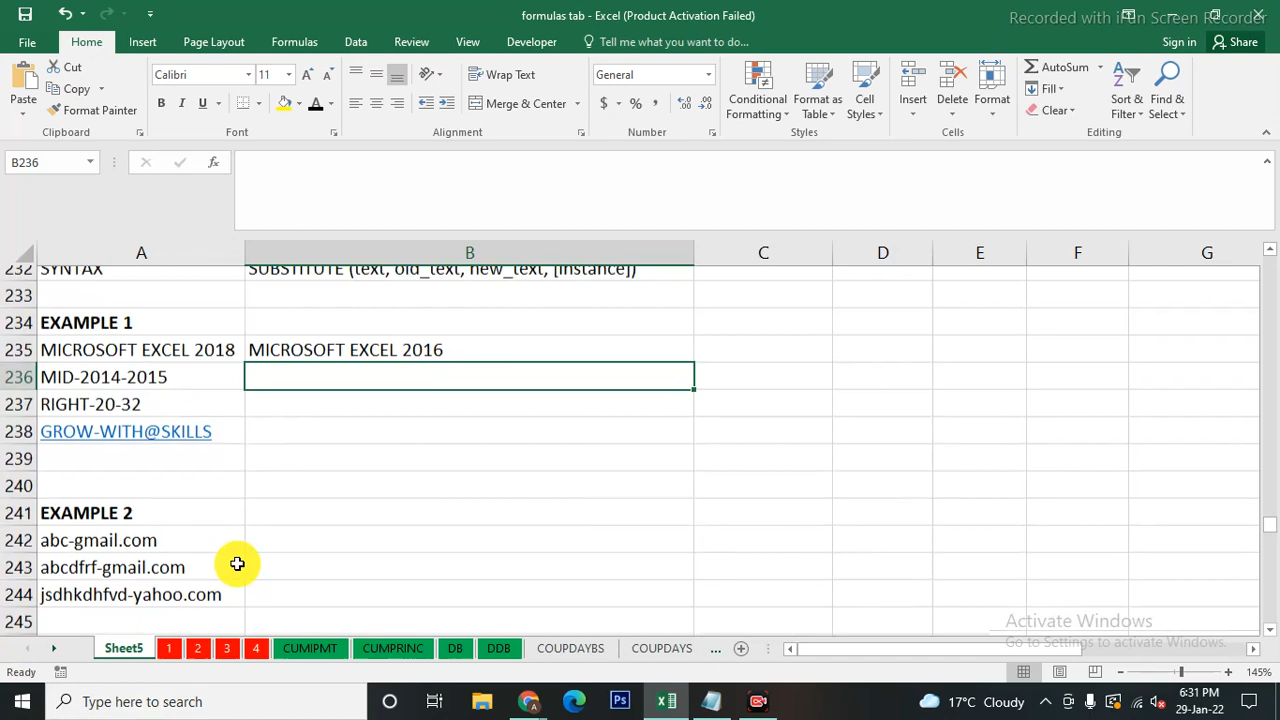 formulas tab - Excel (Product Activation Failed)
Recorded with iFun Screen Recorder
File Home Insert Page Layout Formulas Data Review View Developer Tell me what you want to do... Sign in Share
Cut
Copy
Format Painter
Paste
Clipboard
Calibri 11
B I U
Font
Wrap Text
Merge & Center
Alignment
General
$ % ,
Number
Conditional Formatting
Format as Table
Cell Styles
Styles
Insert Delete Format
Cells
AutoSum
Fill
Clear
Sort & Filter
Find & Select
Editing
B236 fx
A B C D E F G
232 SYNTAX SUBSTITUTE (text, old_text, new_text, [instance])
233
234 EXAMPLE 1
235 MICROSOFT EXCEL 2018 MICROSOFT EXCEL 2016
236 MID-2014-2015
237 RIGHT-20-32
238 GROW-WITH@SKILLS
239
240
241 EXAMPLE 2
242 abc-gmail.com
243 abcdfrf-gmail.com
244 jsdhkdhfvd-yahoo.com
245
Activate Windows
Go to Settings to activate Windows.
Sheet5 1 2 3 4 CUMIPMT CUMPRINC DB DDB COUPDAYBS COUPDAYS ...
Ready 145%
Type here to search
17°C Cloudy
6:31 PM
29-Jan-22